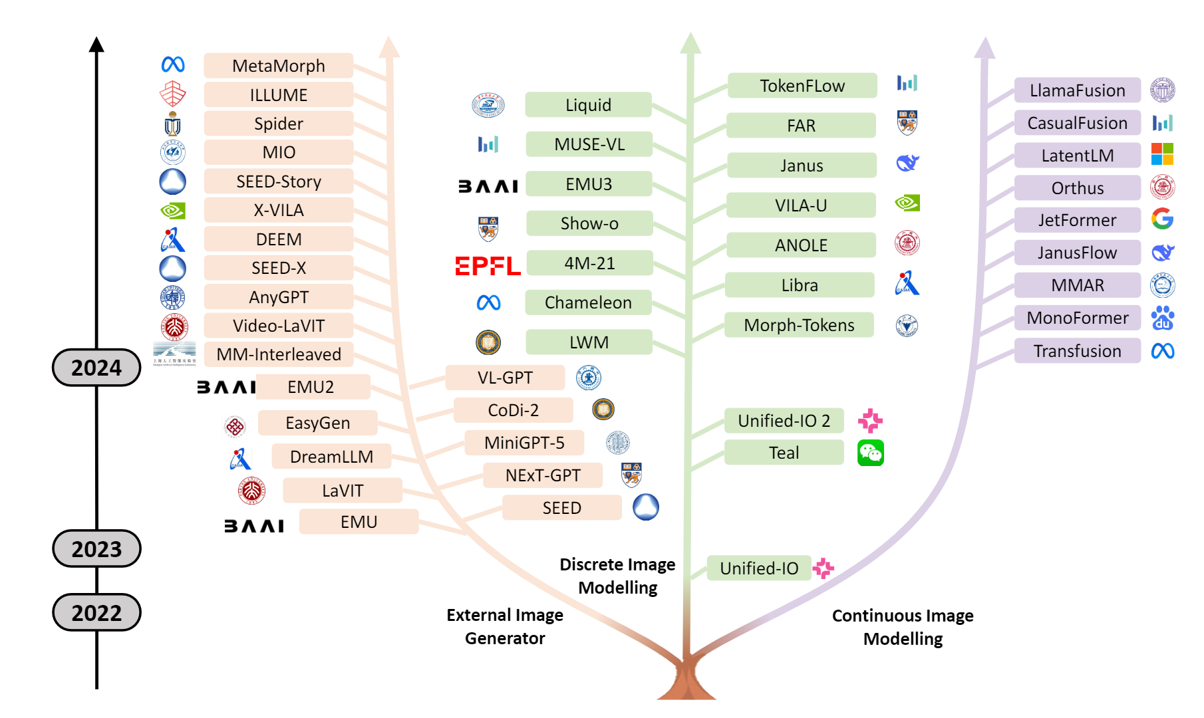 MetaMorph
ILLUME
Spider
MIO
SEED-Story
X-VILA
DEEM
SEED-X
AnyGPT
Video-LaVIT
MM-Interleaved
BAAI EMU2
EasyGen
DreamLLM
LaVIT
BAAI EMU
VL-GPT
CoDi-2
MiniGPT-5
NExT-GPT
SEED
Liquid
MUSE-VL
BAAI EMU3
Show-o
EPFL 4M-21
Chameleon
LWM
TokenFLow
FAR
Janus
VILA-U
ANOLE
Libra
Morph-Tokens
Unified-IO 2
Teal
Unified-IO
LlamaFusion
CasualFusion
LatentLM
Orthus
JetFormer
JanusFlow
MMAR
MonoFormer
du
Transfusion
2024
2023
2022
External Image
Generator
Discrete Image
Modelling
Continuous Image
Modelling